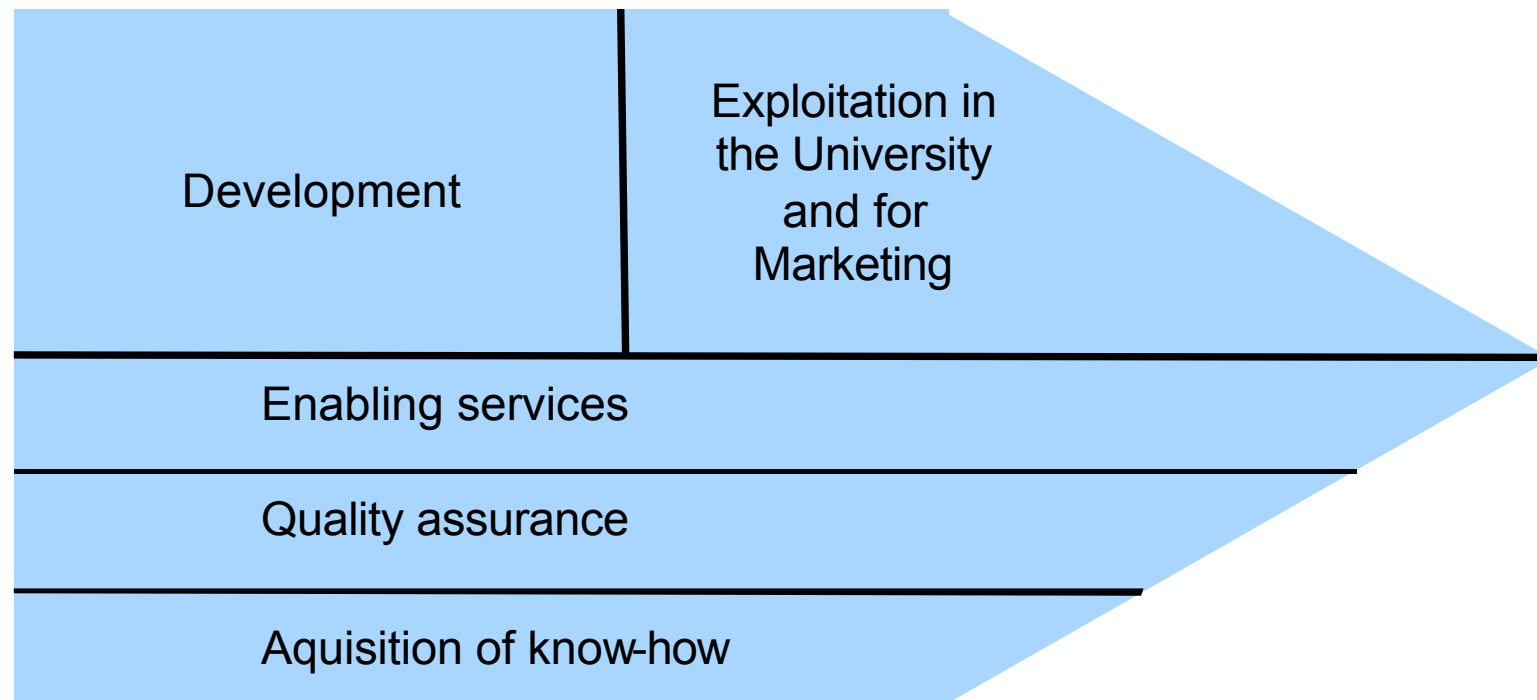 Development
Exploitation in
the University
and for
Marketing
Enabling services
Quality assurance
Aquisition of know-how